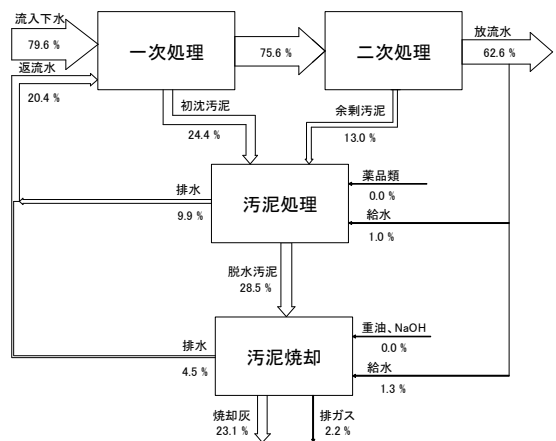 流入下水
79.6 %
一次処理
75.6 %
二次処理
放流水
62.6 %
返流水
20.4 %
初沈汚泥
24.4 %
余剰汚泥
13.0 %
汚泥処理
薬品類
0.0 %
排水
9.9 %
給水
1.0 %
脱水汚泥
28.5 %
汚泥焼却
重油、NaOH
0.0 %
排水
4.5 %
給水
1.3 %
焼却灰
23.1 %
排ガス
2.2 %